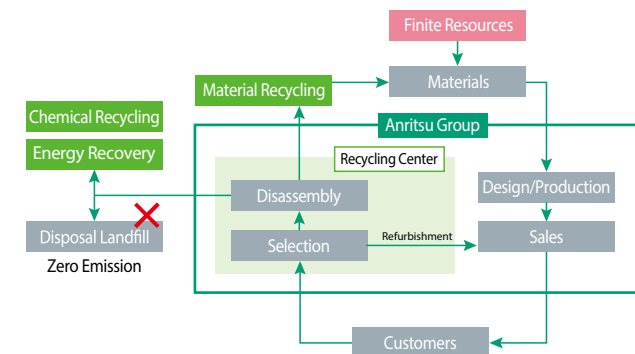 Finite Resources
Material Recycling
Materials
Chemical Recycling
Anritsu Group
Energy Recovery
Recycling Center
Disassembly
Design/Production
Disposal Landfill
Selection
Refurbishment
Sales
Zero Emission
Customers